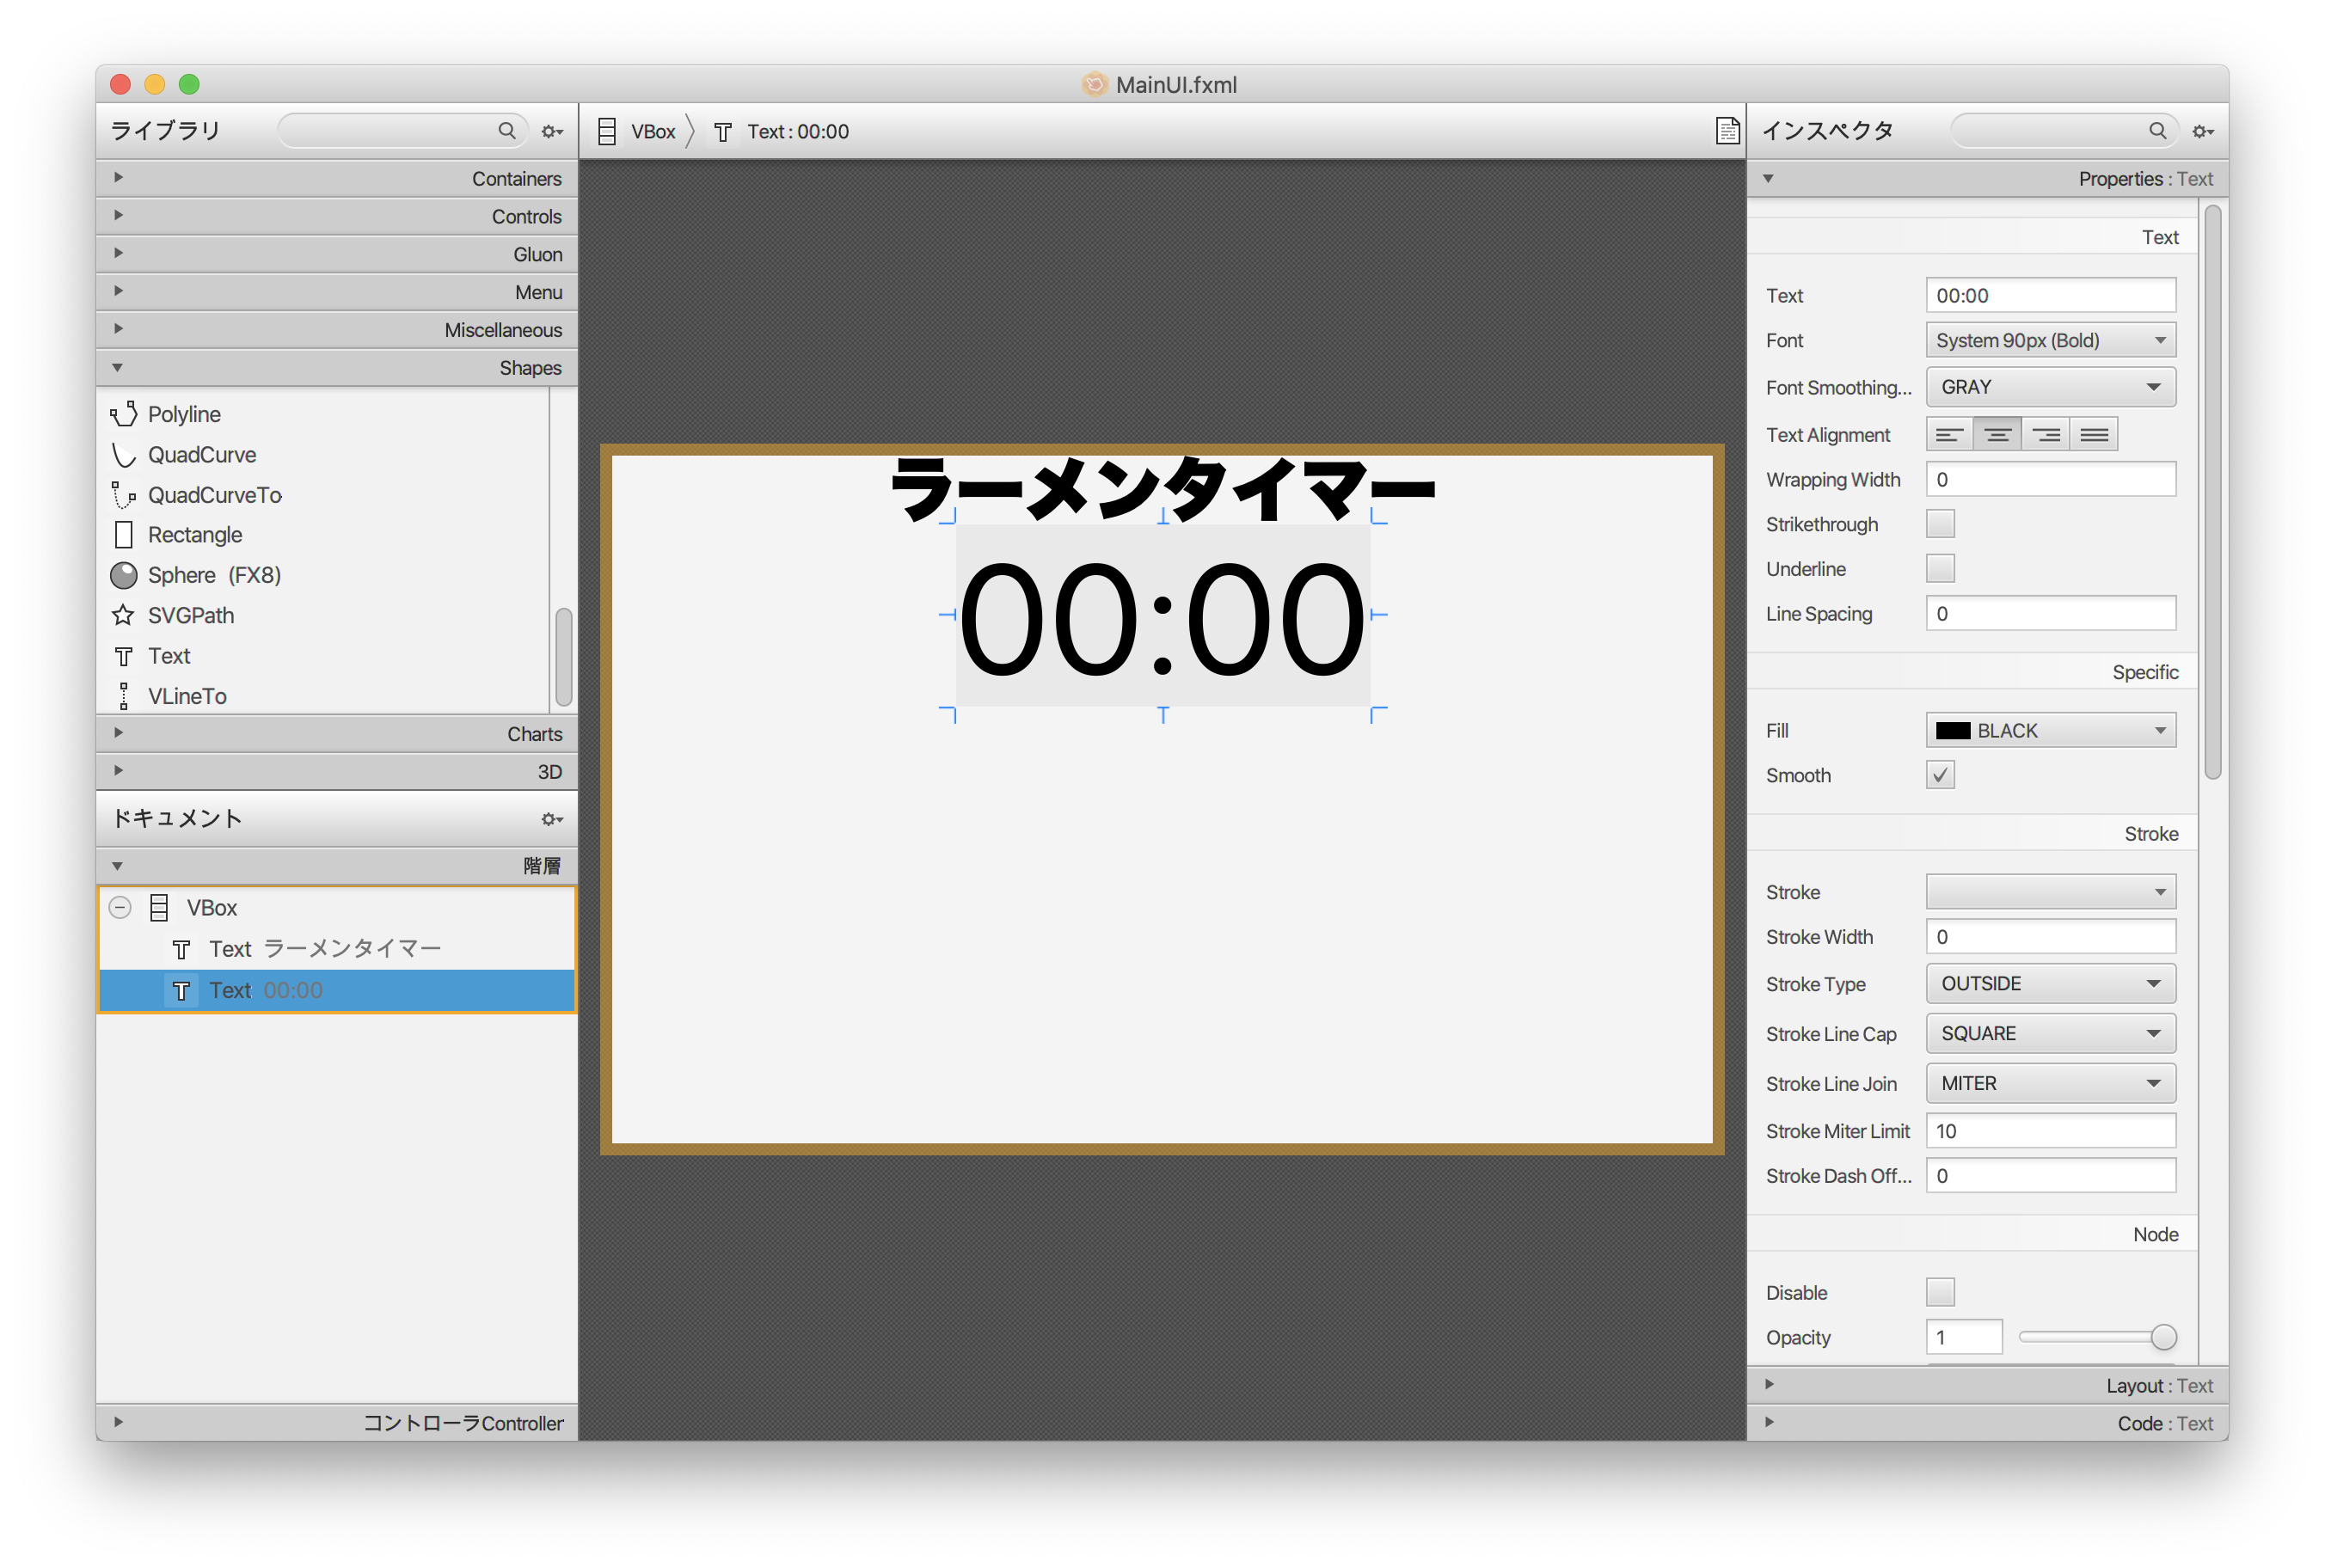 MainUI.fxml
ライブラリ
Containers
Controls
Gluon
Menu
Miscellaneous
Shapes
Polyline
QuadCurve
QuadCurveTo
Rectangle
Sphere (FX8)
SVGPath
Text
VLineTo
Charts
3D
ドキュメント
階層
VBox
Text ラーメンタイマー
Text 00:00
コントローラController
VBox
Text : 00:00
ラーメンタイマー
00:00
インスペクタ
Properties : Text
Text
Text 00:00
Font System 90px (Bold)
Font Smoothing... GRAY
Text Alignment
Wrapping Width 0
Strikethrough
Underline
Line Spacing 0
Specific
Fill BLACK
Smooth
Stroke
Stroke
Stroke Width 0
Stroke Type OUTSIDE
Stroke Line Cap SQUARE
Stroke Line Join MITER
Stroke Miter Limit 10
Stroke Dash Off... 0
Node
Disable
Opacity 1
Layout : Text
Code : Text